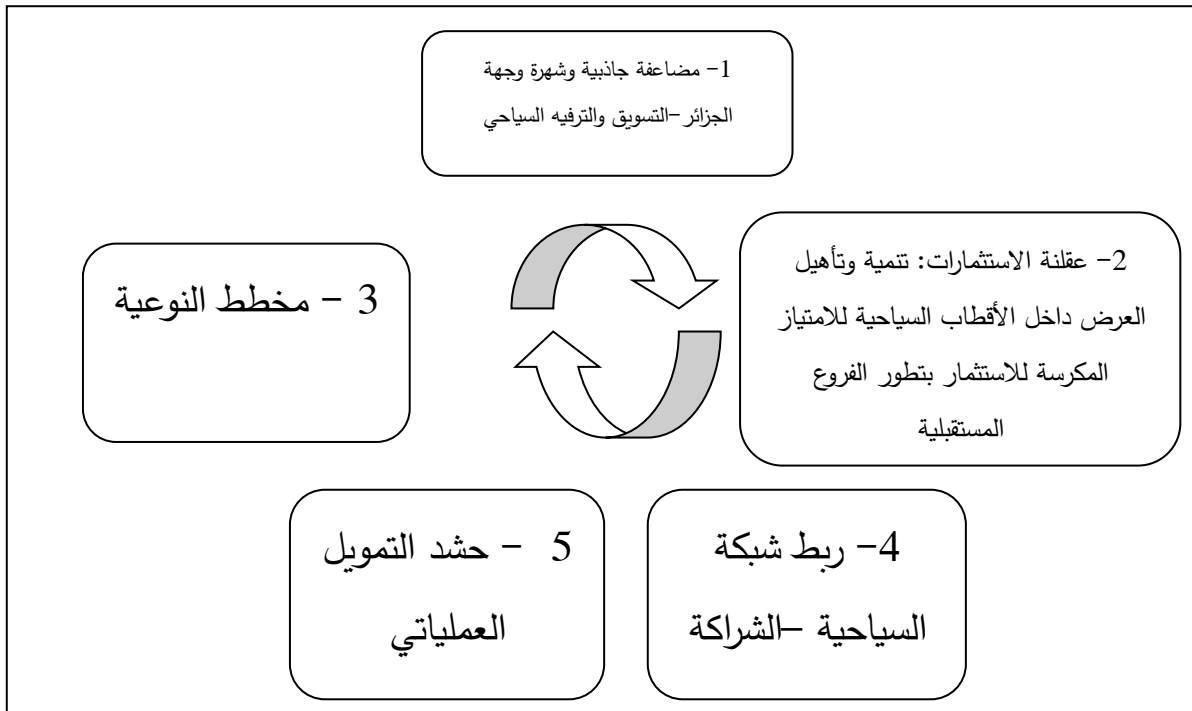 1- مضاعفة جاذبية وشهرة وجهة
الجزائر –التسويق والترفيه السياحي
2- عقلنة الاستثمارات: تنمية وتأهيل
العرض داخل الأقطاب السياحية للامتياز
المكرسة للاستثمار بتطور الفروع
المستقبلية
3 - مخطط النوعية
4- ربط شبكة
السياحية –الشراكة
5 - حشد التمويل
العملياتي